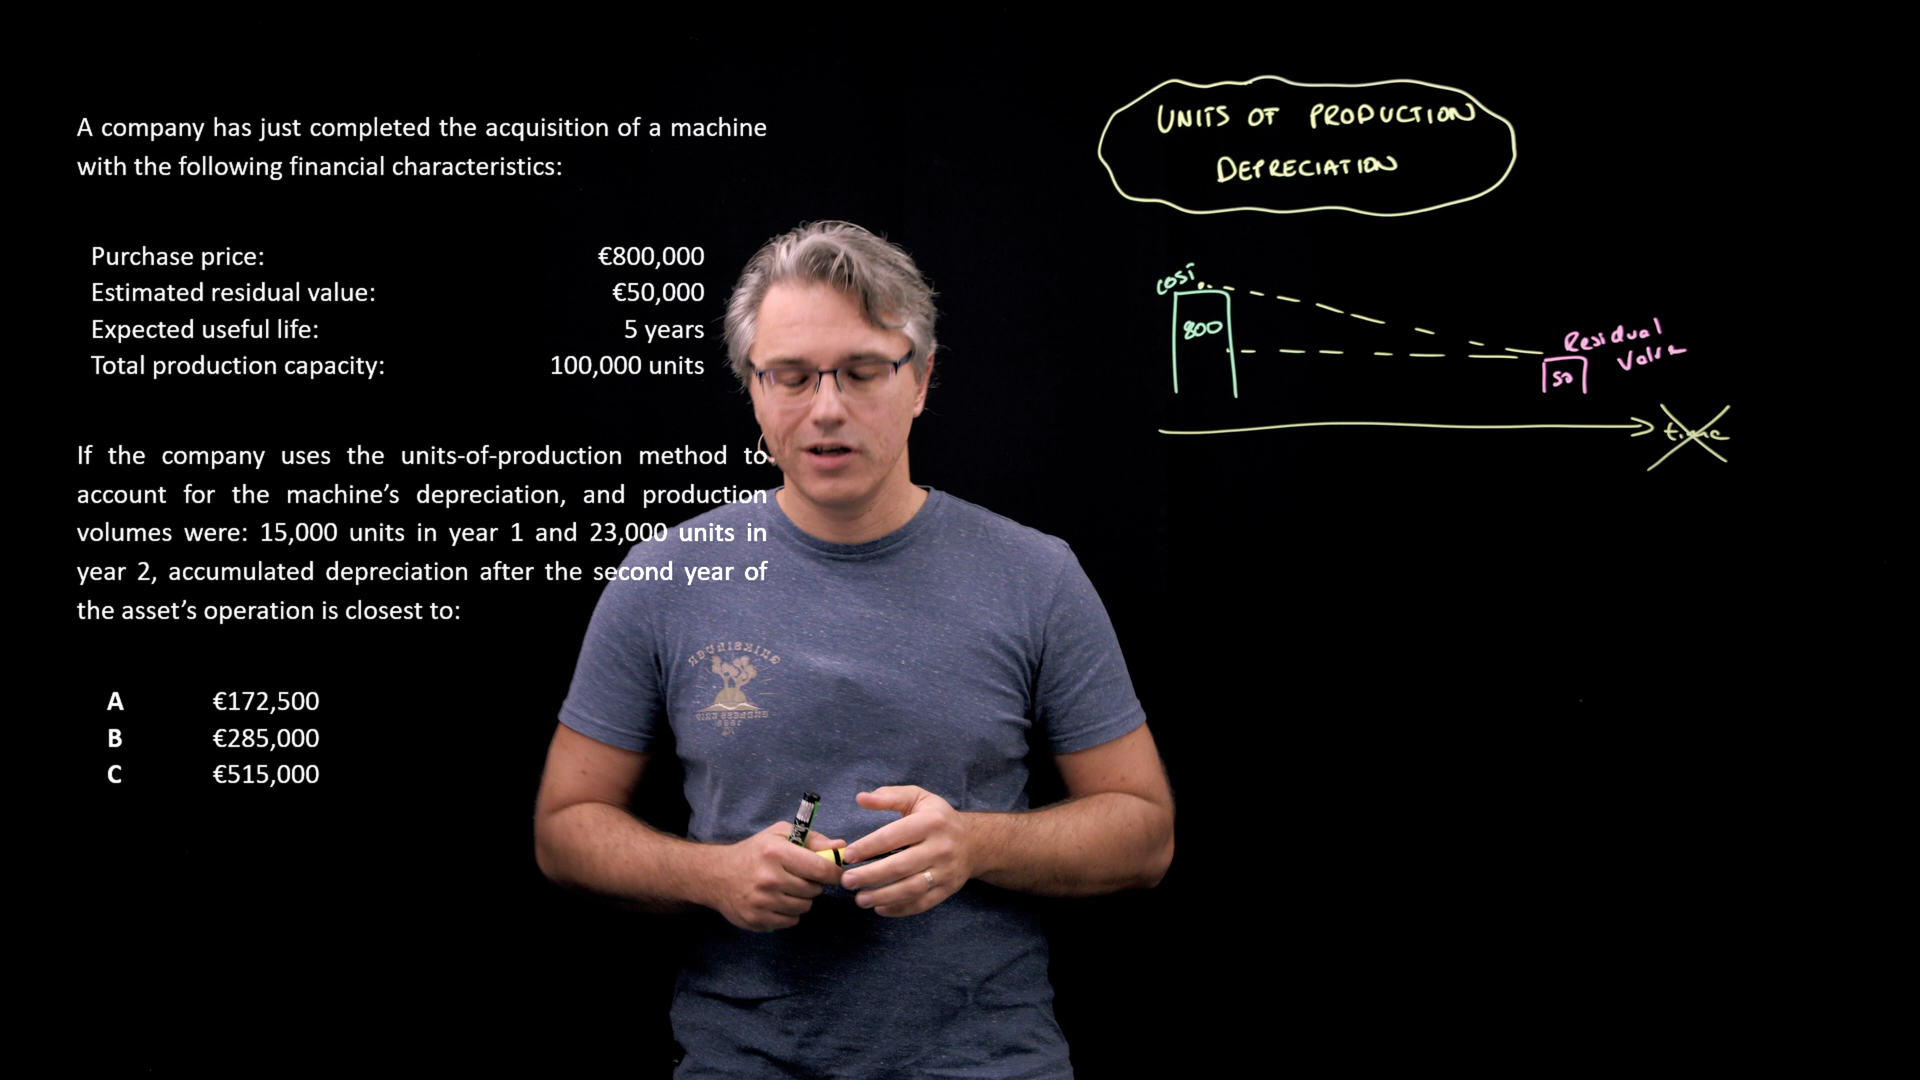 A company has just completed the acquisition of a machine
with the following financial characteristics:
Purchase price: €800,000
Estimated residual value: €50,000
Expected useful life: 5 years
Total production capacity: 100,000 units
If the company uses the units-of-production method to
account for the machine’s depreciation, and production
volumes were: 15,000 units in year 1 and 23,000 units in
year 2, accumulated depreciation after the second year of
the asset’s operation is closest to:
A €172,500
B €285,000
C €515,000
UNITS OF PRODUCTION
DEPRECIATION
COST
800
Residual
Value
50
time
QUIKSILVER